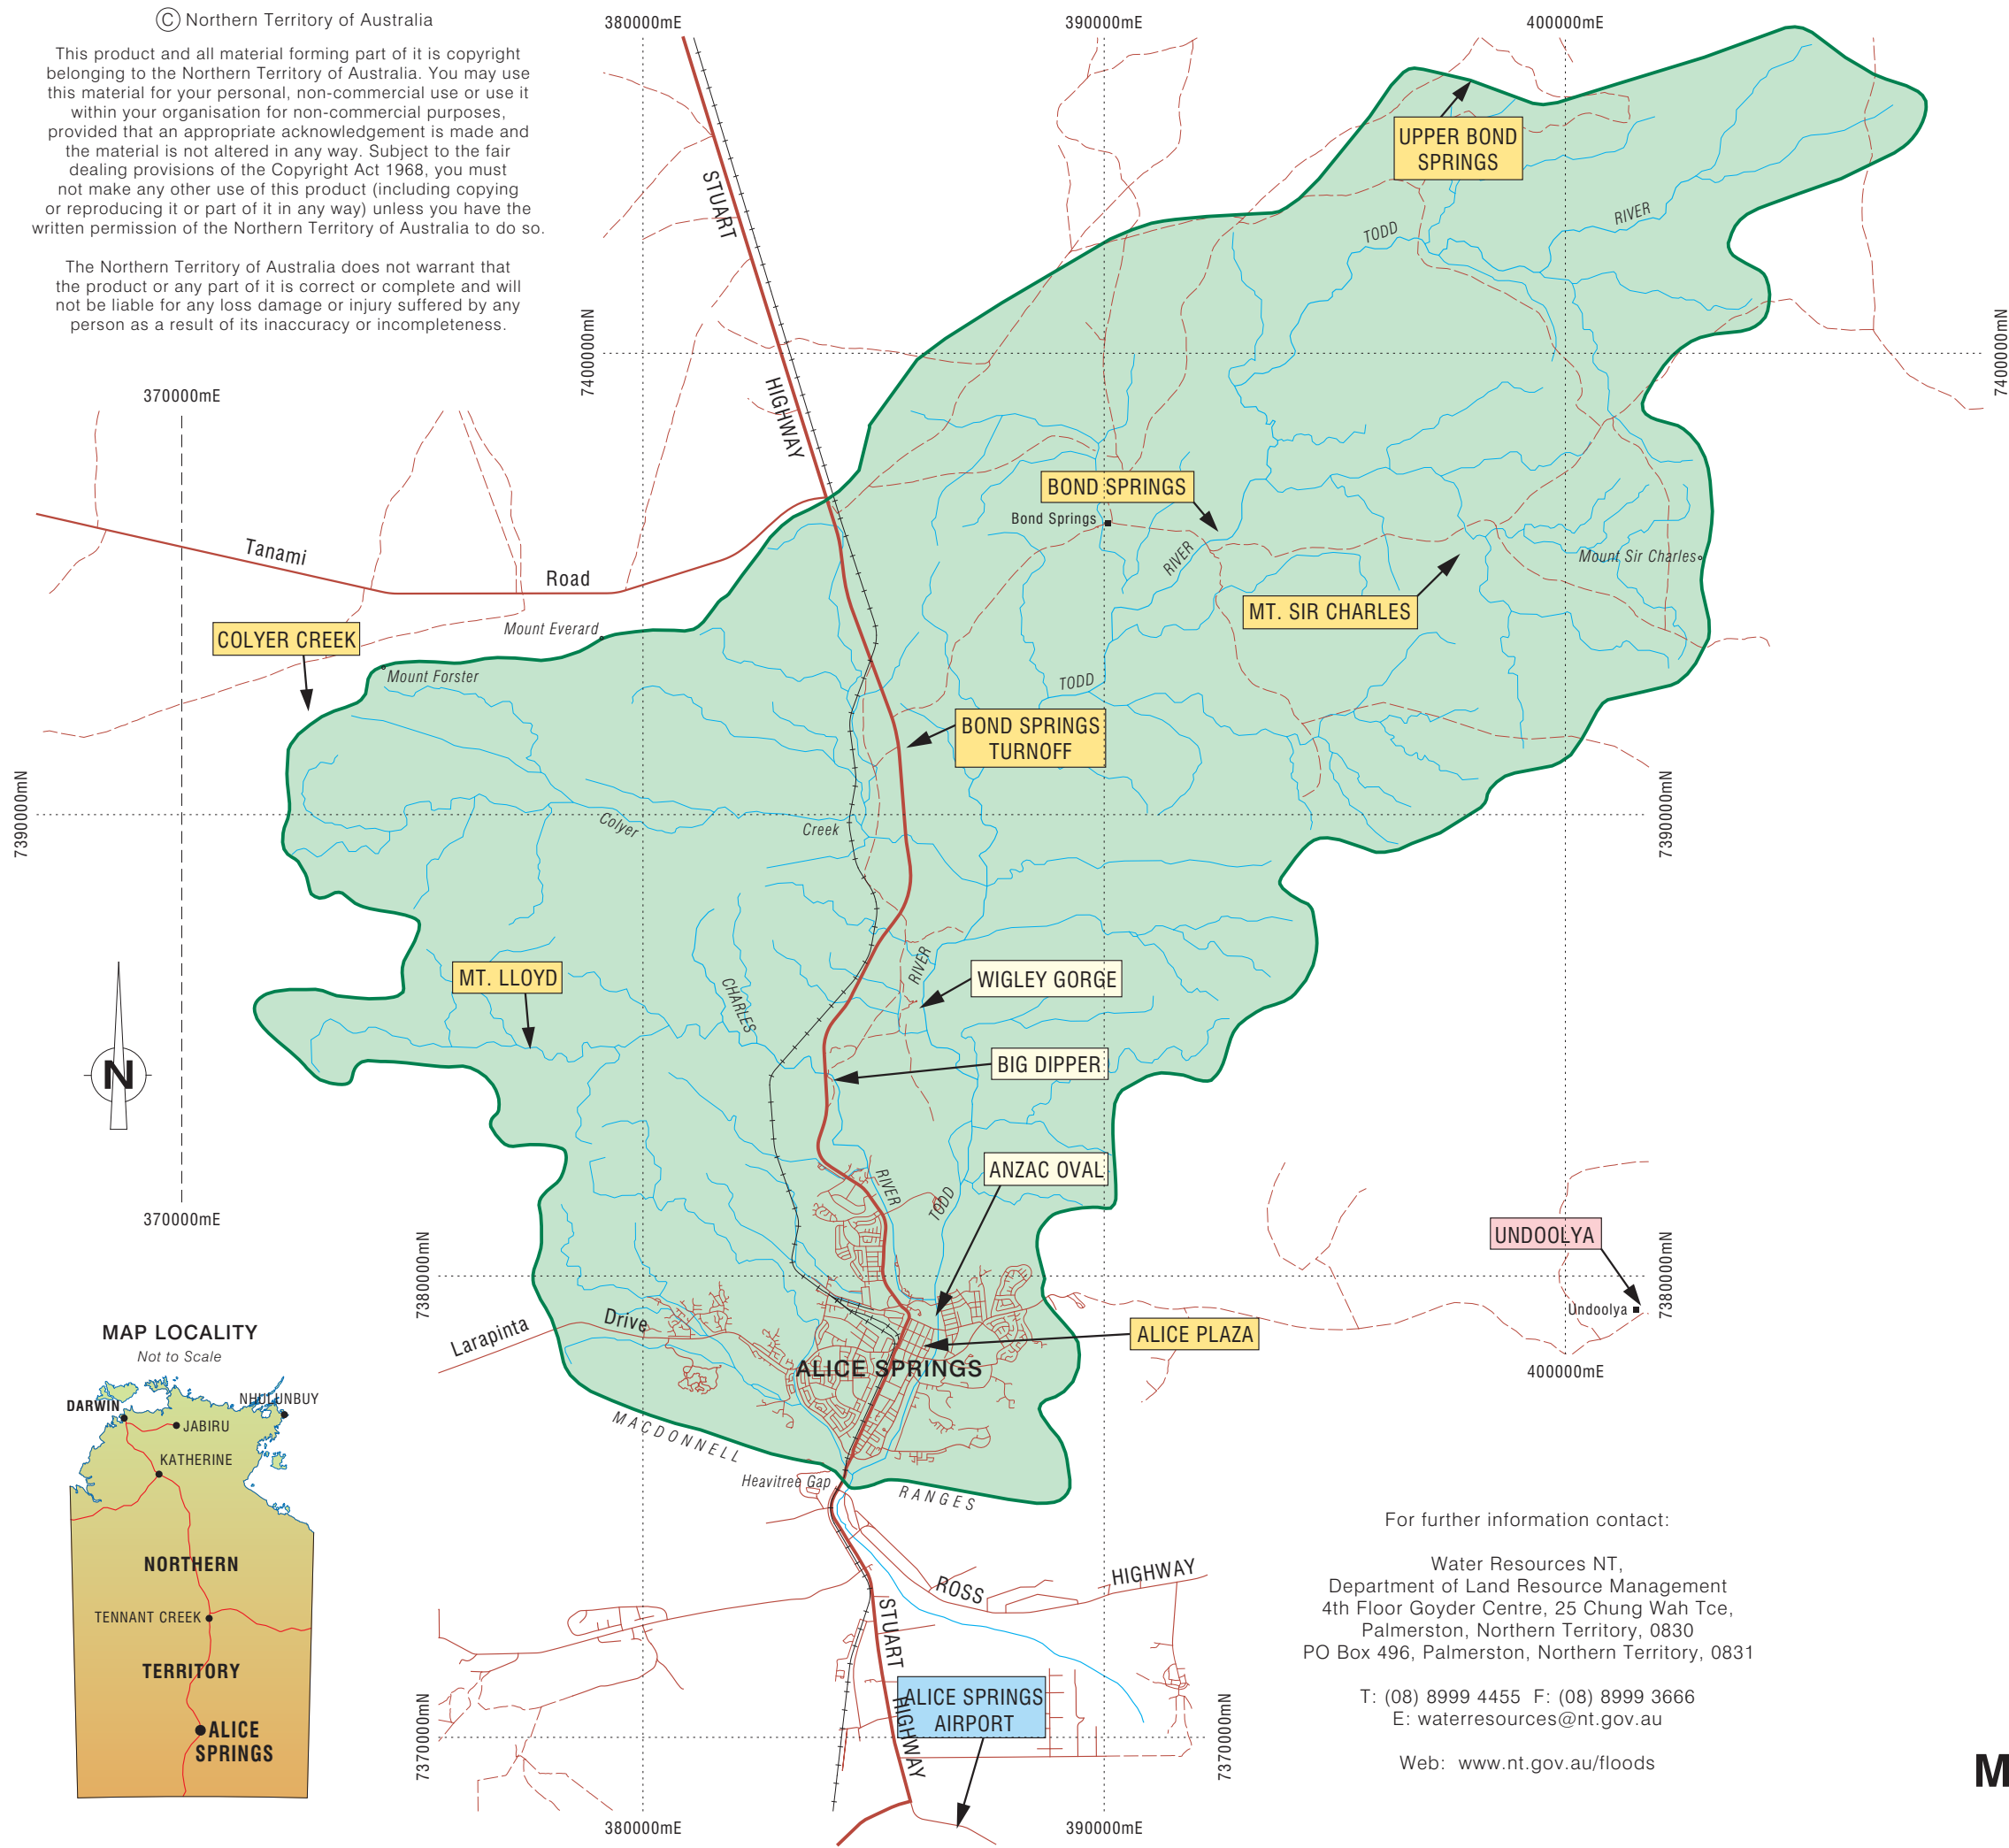 © Northern Territory of Australia
This product and all material forming part of it is copyright
belonging to the Northern Territory of Australia. You may use
this material for your personal, non-commercial use or use it
within your organisation for non-commercial purposes,
provided that an appropriate acknowledgement is made and
the material is not altered in any way. Subject to the fair
dealing provisions of the Copyright Act 1968, you must
not make any other use of this product (including copying
or reproducing it or part of it in any way) unless you have the
written permission of the Northern Territory of Australia to do so.
The Northern Territory of Australia does not warrant that
the product or any part of it is correct or complete and will
not be liable for any loss damage or injury suffered by any
person as a result of its inaccuracy or incompleteness.
380000mE
390000mE
400000mE
UPPER BOND
SPRINGS
STUART
TODD
RIVER
7400000mN
7400000mN
370000mE
HIGHWAY
BOND SPRINGS
Bond Springs
RIVER
Mount Sir Charles
Tanami
Road
MT. SIR CHARLES
COLYER CREEK
Mount Everard
Mount Forster
TODD
BOND SPRINGS
TURNOFF
7390000mN
Colyer
Creek
7390000mN
MT. LLOYD
CHARLES
RIVER
WIGLEY GORGE
BIG DIPPER
N
ANZAC OVAL
RIVER
TODD
370000mE
UNDOOLYA
7380000mN
Undoolya
7380000mN
Larapinta
Drive
ALICE PLAZA
ALICE SPRINGS
400000mE
MACDONNELL
Heavitree Gap
RANGES
MAP LOCALITY
Not to Scale
DARWIN
NHULUNBUY
JABIRU
KATHERINE
NORTHERN
TENNANT CREEK
TERRITORY
ALICE
SPRINGS
ROSS
HIGHWAY
STUART
HIGHWAY
ALICE SPRINGS
AIRPORT
7370000mN
7370000mN
380000mE
390000mE
For further information contact:
Water Resources NT,
Department of Land Resource Management
4th Floor Goyder Centre, 25 Chung Wah Tce,
Palmerston, Northern Territory, 0830
PO Box 496, Palmerston, Northern Territory, 0831
T: (08) 8999 4455  F: (08) 8999 3666
E: waterresources@nt.gov.au
Web:  www.nt.gov.au/floods
M